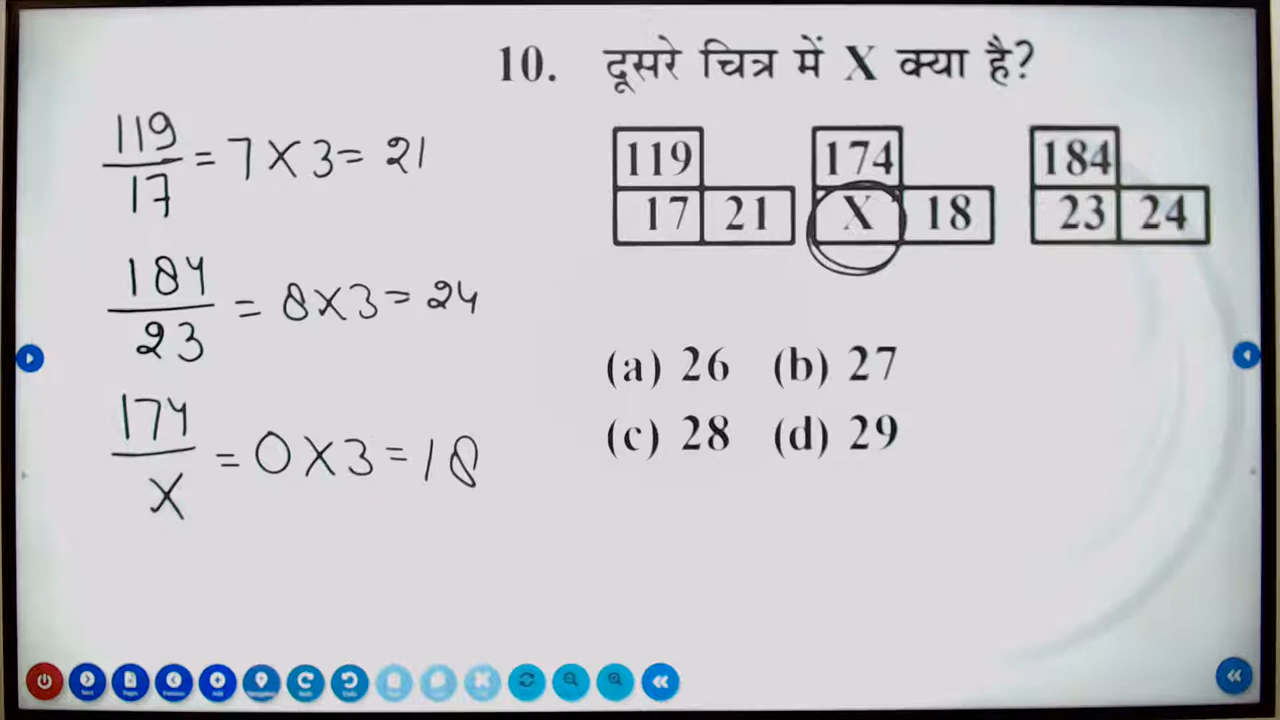 10. दूसरे चित्र में X क्या है?
119 174 184
17 21 X 18 23 24
(a) 26 (b) 27
(c) 28 (d) 29
119/17 = 7 X 3 = 21
184/23 = 8 X 3 = 24
174/X = 0 X 3 = 18